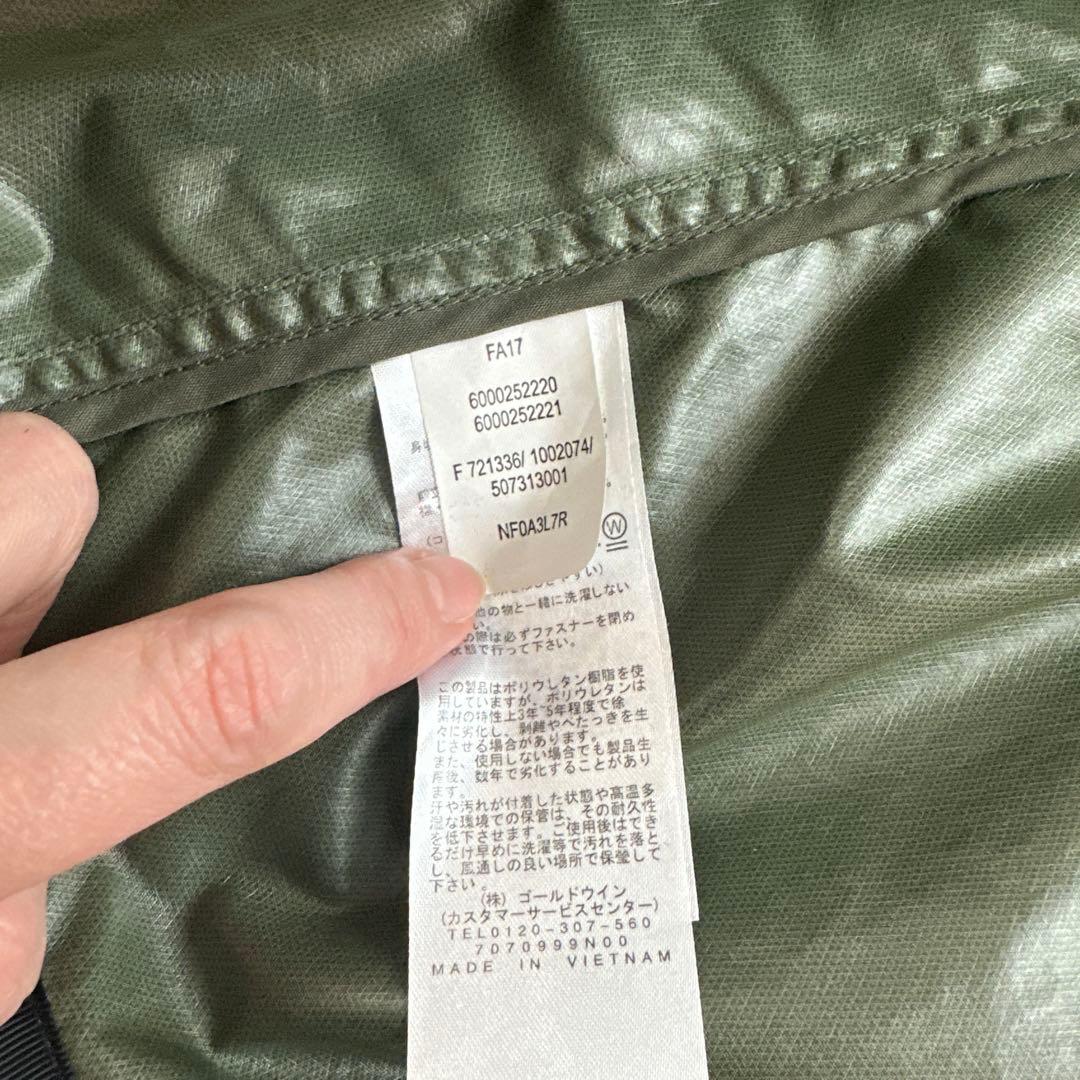 FA17
6000252220
6000252221
F 721336/ 1002074/
507313001
NF0A3L7R
W
やすい)
の物と一緒に洗濯しない
い。
の際は必ずファスナーを閉め
状態で行って下さい。
この製品はポリウレタン樹脂を使
用していますが、ポリウレタンは
素材の特性上3年~5年程度で徐
々に劣化し、剥離やべたっきを生
じさせる場合があります。
また、使用しない場合でも製品生
産後、数年で劣化することがあり
ます。
汗や汚れが付着した状態や高温多
湿な環境での保管は、その耐久性
を低下させます。ご使用後はでき
るだけ早めに洗濯等で汚れを落と
し、風通しの良い場所で保管して
下さい。
(株) ゴールドウイン
(カスタマーサービスセンター)
TEL0120-307-560
7070999N00
MADE IN VIETNAM